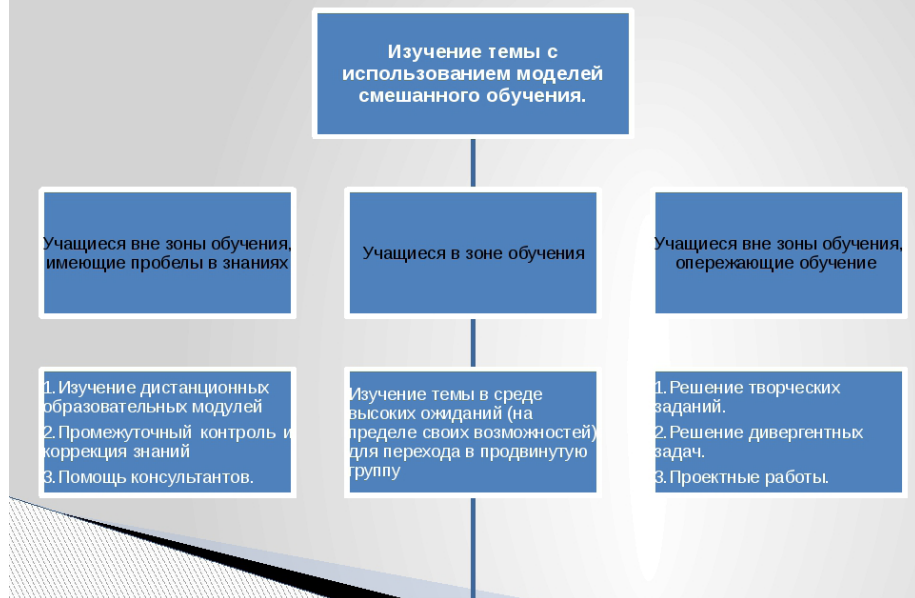 Изучение темы с
использованием моделей
смешанного обучения.
Учащиеся вне зоны обучения,
имеющие пробелы в знаниях
Учащиеся в зоне обучения
Учащиеся вне зоны обучения,
опережающие обучение
1. Изучение дистанционных
образовательных модулей
2. Промежуточный контроль и
коррекция знаний
3. Помощь консультантов.
Изучение темы в среде
высоких ожиданий (на
пределе своих возможностей)
для перехода в продвинутую
группу
1. Решение творческих
заданий.
2. Решение дивергентных
задач.
3. Проектные работы.